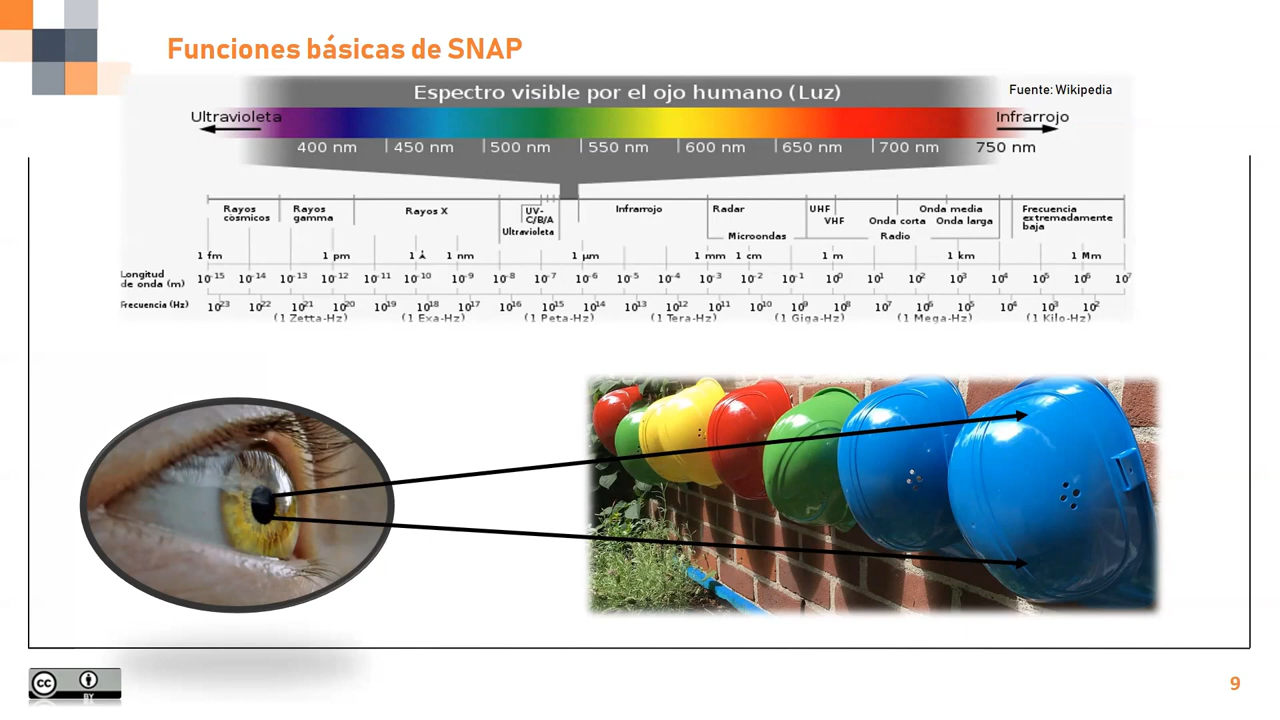 Funciones básicas de SNAP
Espectro visible por el ojo humano (Luz)
Fuente: Wikipedia
Ultravioleta
Infrarrojo
400 nm 450 nm 500 nm 550 nm 600 nm 650 nm 700 nm 750 nm
Rayos cósmicos
Rayos gamma
Rayos X
UV-C/B/A
Ultravioleta
Infrarrojo
Radar
Microondas
UHF
VHF
Onda corta
Onda media
Onda larga
Radio
Frecuencia extremadamente baja
1 fm 1 pm 1 Å 1 nm 1 µm 1 mm 1 cm 1 m 1 km 1 Mm
Longitud de onda (m)
10-15 10-14 10-13 10-12 10-11 10-10 10-9 10-8 10-7 10-6 10-5 10-4 10-3 10-2 10-1 100 101 102 103 104 105 106 107
Frecuencia (Hz)
1023 1022 1021 1020 1019 1018 1017 1016 1015 1014 1013 1012 1011 1010 109 108 107 106 105 104 103 102
(1 Zetta-Hz) (1 Exa-Hz) (1 Peta-Hz) (1 Tera-Hz) (1 Giga-Hz) (1 Mega-Hz) (1 Kilo-Hz)
cc
BY
9